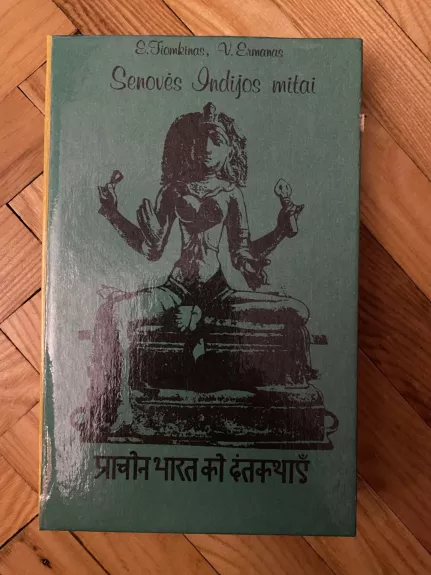 E. Tiomkinas, V. Ermanas
Senovės Indijos mitai
प्राचीन भारत की दंतकथाएँ